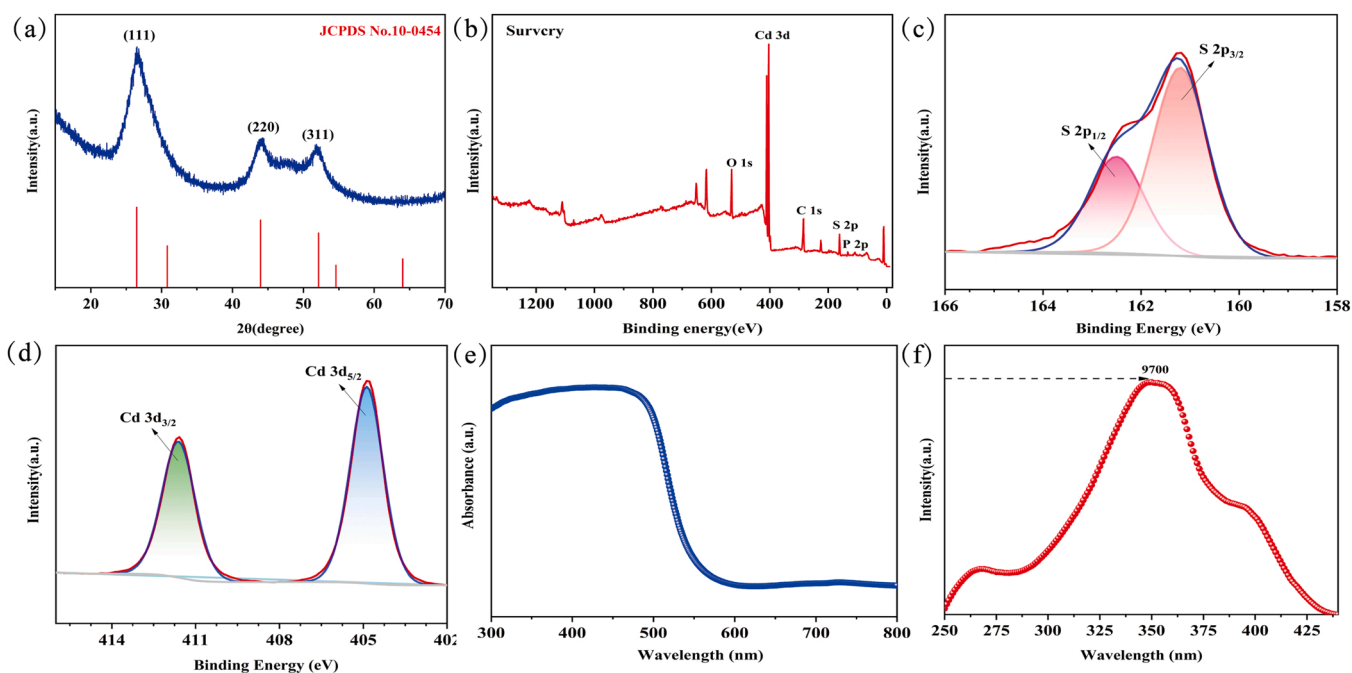 (a)
JCPDS No.10-0454
(111)
(220)
(311)
Intensity(a.u.)
20
30
40
50
60
70
2θ(degree)
(b)
Survcry
Cd 3d
O 1s
C 1s
S 2p
P 2p
Intensity(a.u.)
1200
1000
800
600
400
200
0
Binding energy(eV)
(c)
S 2p3/2
S 2p1/2
Intensity(a.u.)
166
164
162
160
158
Binding Energy (eV)
(d)
Cd 3d5/2
Cd 3d3/2
Intensity(a.u.)
414
411
408
405
402
Binding Energy (eV)
(e)
Absorbance (a.u.)
300
400
500
600
700
800
Wavelength (nm)
(f)
9700
Intensity(a.u.)
250
275
300
325
350
375
400
425
Wavelength (nm)